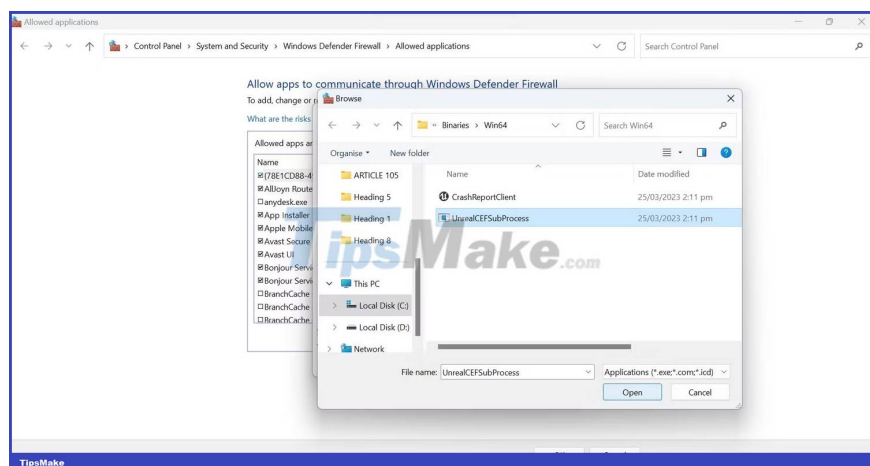 Allowed applications
Control Panel > System and Security > Windows Defender Firewall > Allowed applications
Search Control Panel
Allow apps to communicate through Windows Defender Firewall
To add, change or r
What are the risks
Allowed apps ar
Name
{78E1CD88-4
AllJoyn Route
anydesk.exe
App Installer
Apple Mobile
Avast Secure
Avast UI
Bonjour Servi
Bonjour Servi
BranchCache
BranchCache
BranchCache
Browse
« Binaries > Win64
Search Win64
Organise
New folder
ARTICLE 105
Heading 5
Heading 1
Heading 8
This PC
Local Disk (C:)
Local Disk (D:)
Network
Name
Date modified
CrashReportClient
25/03/2023 2:11 pm
UnrealCEFSubProcess
25/03/2023 2:11 pm
File name:
UnrealCEFSubProcess
Applications (*.exe;*.com;*.icd)
Open
Cancel
TipsMake.com
TipsMake